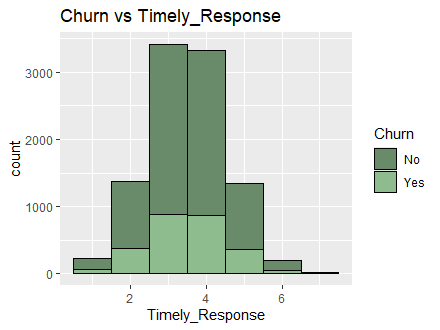 Churn vs Timely_Response
3000
2000
1000
0
count
2 4 6
Timely_Response
Churn
No
Yes